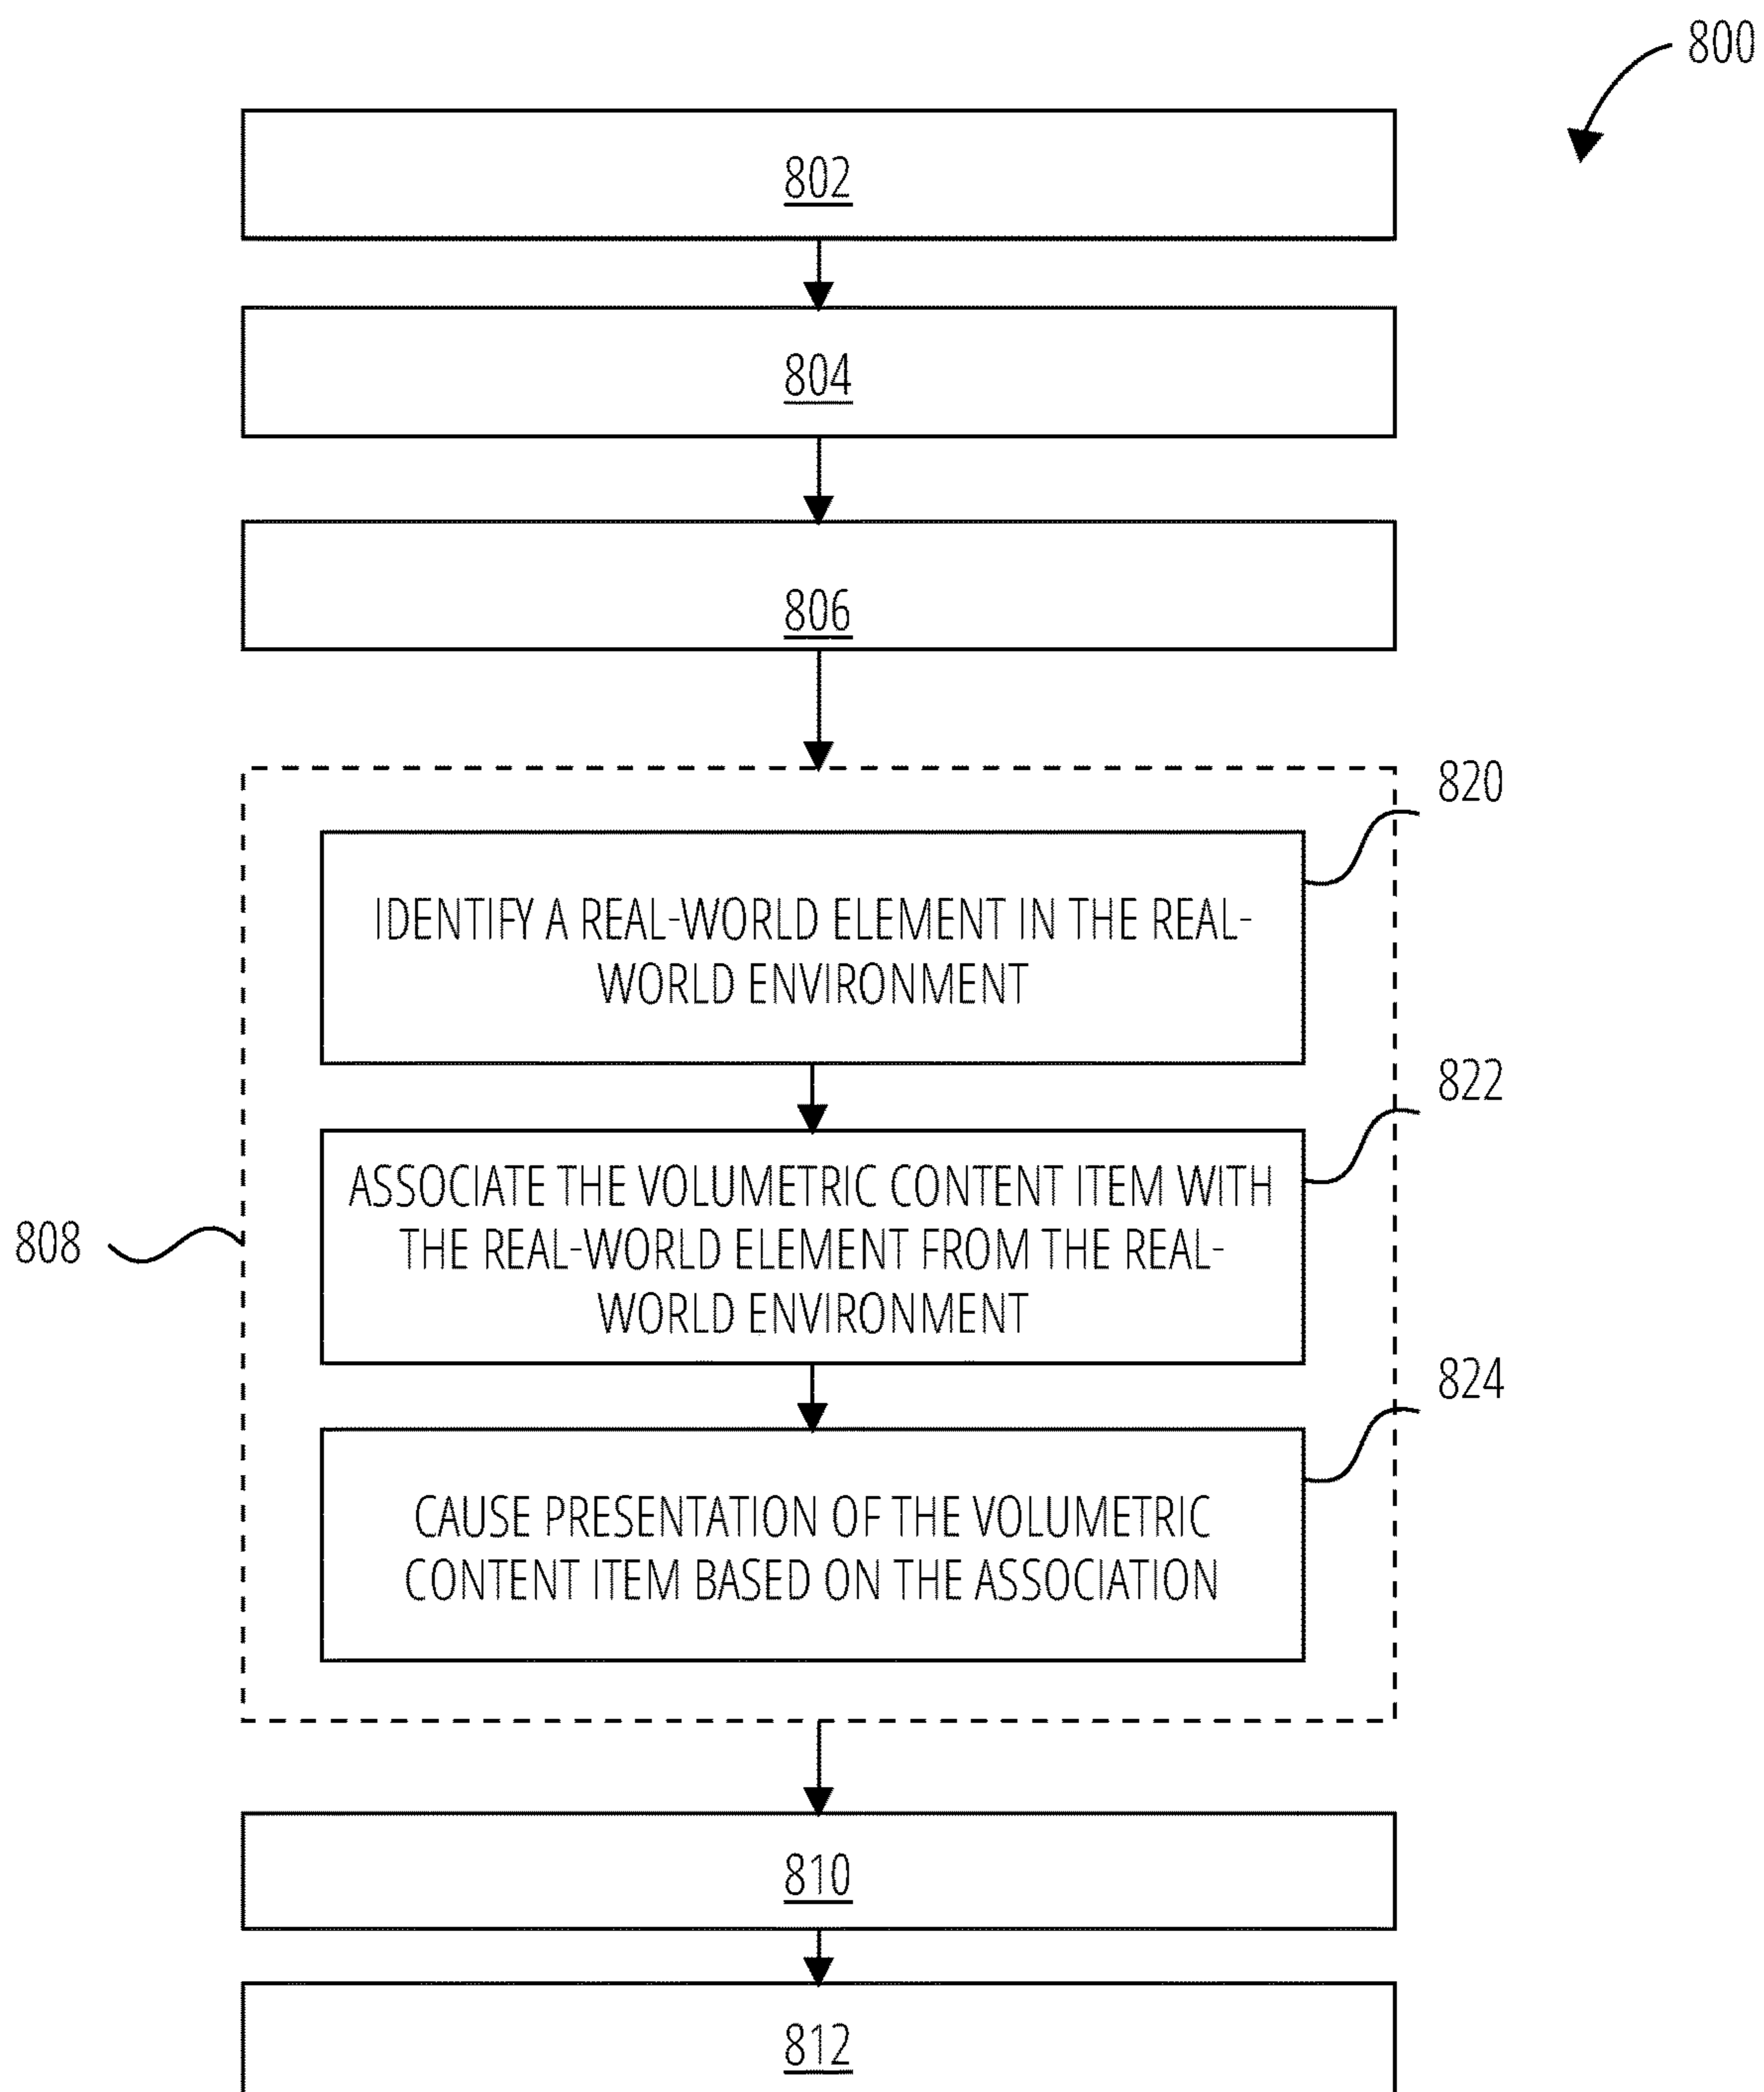 800
802
804
806
820
IDENTIFY A REAL-WORLD ELEMENT IN THE REAL-
WORLD ENVIRONMENT
822
ASSOCIATE THE VOLUMETRIC CONTENT ITEM WITH
THE REAL-WORLD ELEMENT FROM THE REAL-
WORLD ENVIRONMENT
808
824
CAUSE PRESENTATION OF THE VOLUMETRIC
CONTENT ITEM BASED ON THE ASSOCIATION
810
812